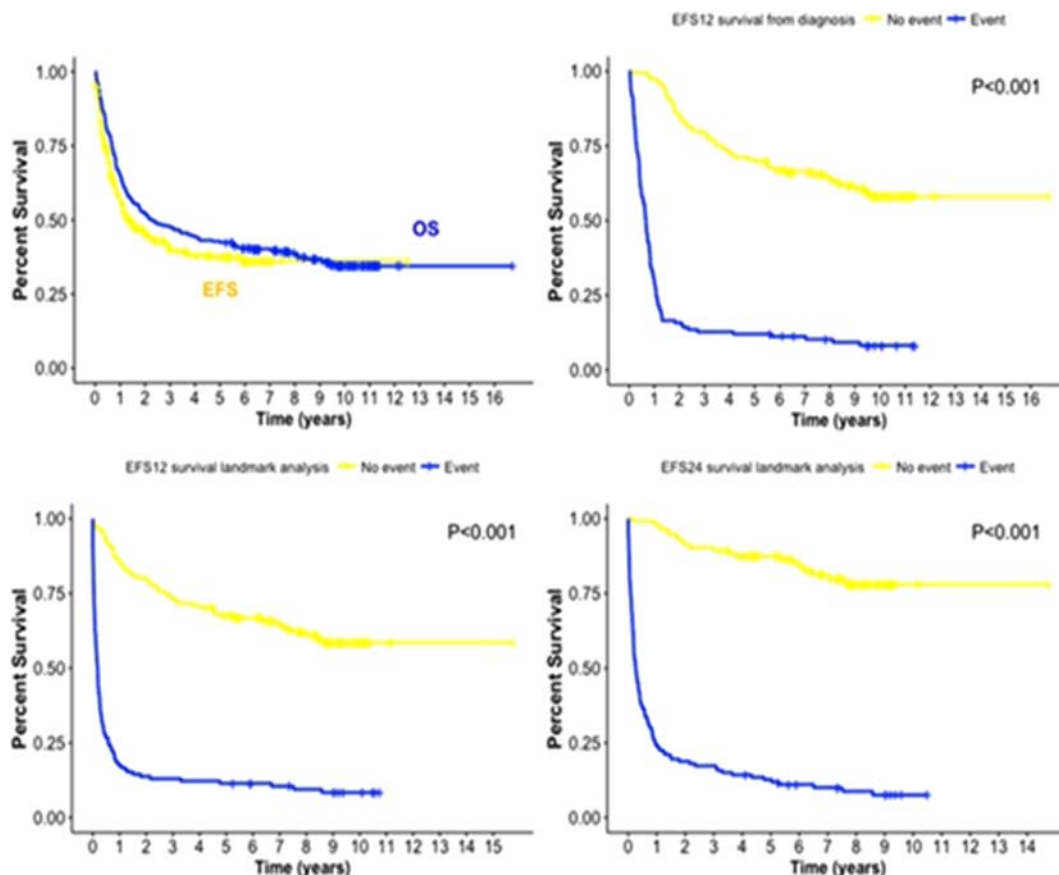 EFS12 survival from diagnosis No event Event
Percent Survival
1.00
0.75
0.50
0.25
0.00
OS
EFS
0 1 2 3 4 5 6 7 8 9 10 11 12 13 14 15 16
Time (years)
Percent Survival
1.00
0.75
0.50
0.25
0.00
P<0.001
0 1 2 3 4 5 6 7 8 9 10 11 12 13 14 15 16
Time (years)
EFS12 survival landmark analysis No event Event
Percent Survival
1.00
0.75
0.50
0.25
0.00
P<0.001
0 1 2 3 4 5 6 7 8 9 10 11 12 13 14 15
Time (years)
EFS24 survival landmark analysis No event Event
Percent Survival
1.00
0.75
0.50
0.25
0.00
P<0.001
0 1 2 3 4 5 6 7 8 9 10 11 12 13 14
Time (years)